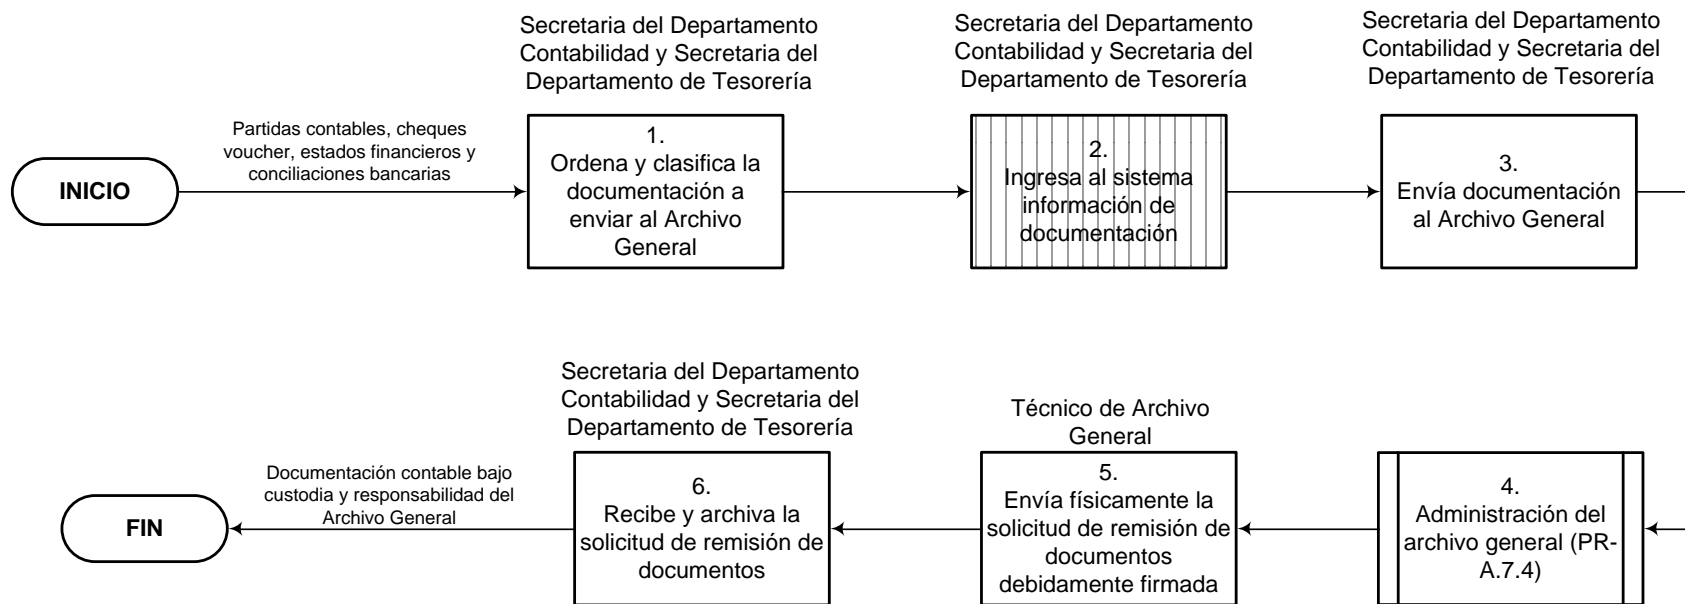 Secretaria del Departamento
Contabilidad y Secretaria del
Departamento de Tesorería
Secretaria del Departamento
Contabilidad y Secretaria del
Departamento de Tesorería
Secretaria del Departamento
Contabilidad y Secretaria del
Departamento de Tesorería
INICIO
Partidas contables, cheques
voucher, estados financieros y
conciliaciones bancarias
1.
Ordena y clasifica la
documentación a
enviar al Archivo
General
2.
Ingresa al sistema
información de
documentación
3.
Envía documentación
al Archivo General
Secretaria del Departamento
Contabilidad y Secretaria del
Departamento de Tesorería
Técnico de Archivo
General
4.
Administración del
archivo general (PR-
A.7.4)
5.
Envía físicamente la
solicitud de remisión de
documentos
debidamente firmada
6.
Recibe y archiva la
solicitud de remisión de
documentos
Documentación contable bajo
custodia y responsabilidad del
Archivo General
FIN